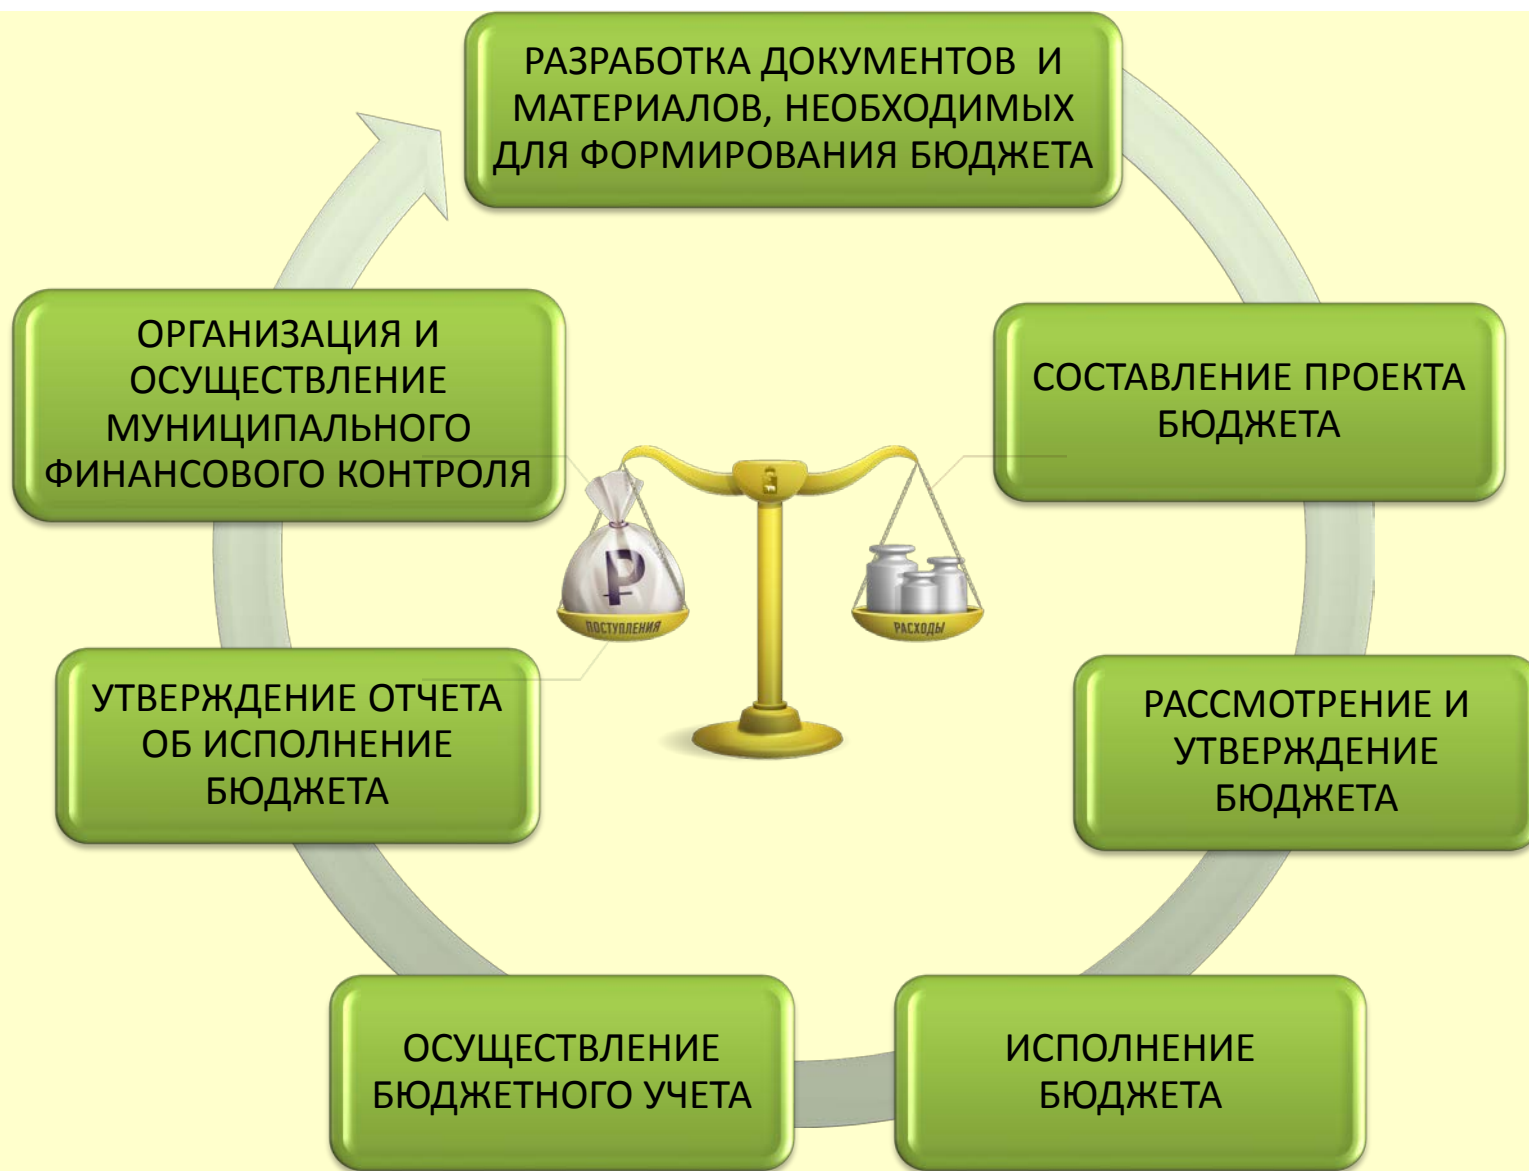 РАЗРАБОТКА ДОКУМЕНТОВ И
МАТЕРИАЛОВ, НЕОБХОДИМЫХ
ДЛЯ ФОРМИРОВАНИЯ БЮДЖЕТА
СОСТАВЛЕНИЕ ПРОЕКТА
БЮДЖЕТА
РАССМОТРЕНИЕ И
УТВЕРЖДЕНИЕ
БЮДЖЕТА
ИСПОЛНЕНИЕ
БЮДЖЕТА
ОСУЩЕСТВЛЕНИЕ
БЮДЖЕТНОГО УЧЕТА
УТВЕРЖДЕНИЕ ОТЧЕТА
ОБ ИСПОЛНЕНИЕ
БЮДЖЕТА
ОРГАНИЗАЦИЯ И
ОСУЩЕСТВЛЕНИЕ
МУНИЦИПАЛЬНОГО
ФИНАНСОВОГО КОНТРОЛЯ
ПОСТУПЛЕНИЯ
РАСХОДЫ